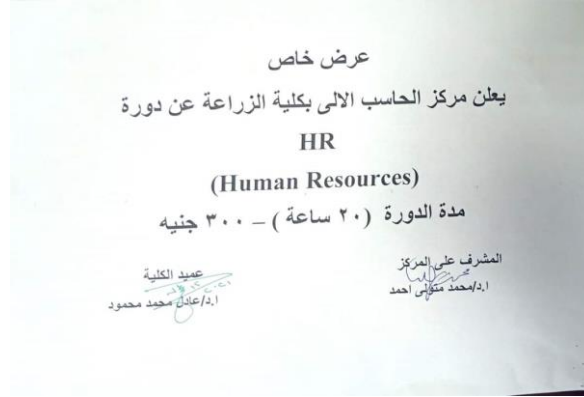 عرض خاص
يعلن مركز الحاسب الالى بكلية الزراعة عن دورة
HR
(Human Resources)
مدة الدورة (٢٠ ساعة ) – ٣٠٠ جنيه
المشرف على المركز
ا.د/محمد متولى احمد
عميد الكلية
ا.د/عادل محمد محمود